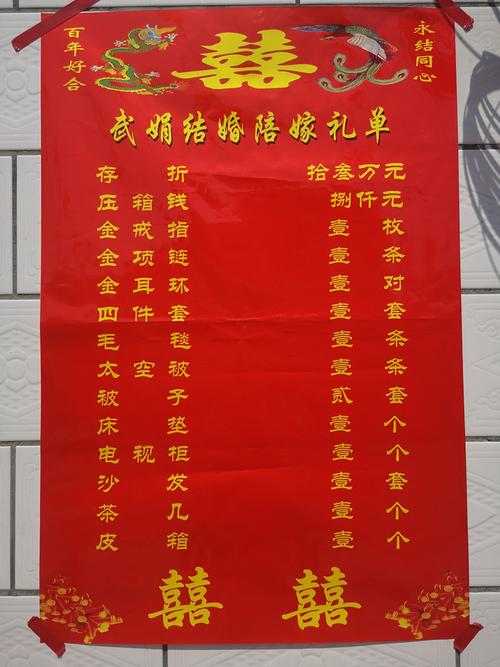 百年好合
囍
永结同心
武娟结婚陪嫁礼单
存折 拾叁万元
压箱钱 捌仟元
金戒指 壹枚
金项链 壹条
金耳环 壹对
四件套 壹套
毛毯 壹条
太空被 壹条
被子 贰套
床垫 壹个
电视柜 壹个
沙发 壹套
茶几 壹个
皮箱 壹个
囍 囍